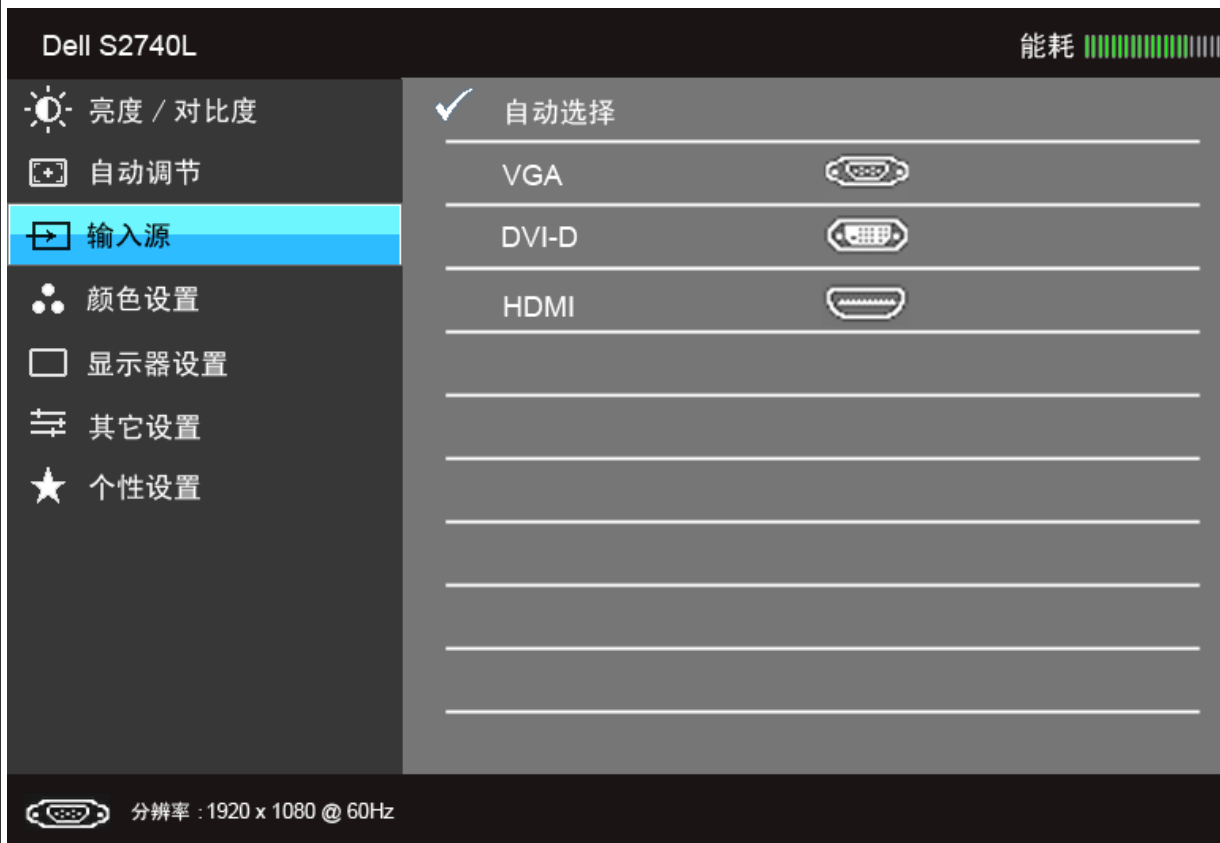 Dell S2740L
能耗
亮度 / 对比度
自动调节
输入源
颜色设置
显示器设置
其它设置
个性设置
自动选择
VGA
DVI-D
HDMI
分辨率 : 1920 x 1080 @ 60Hz